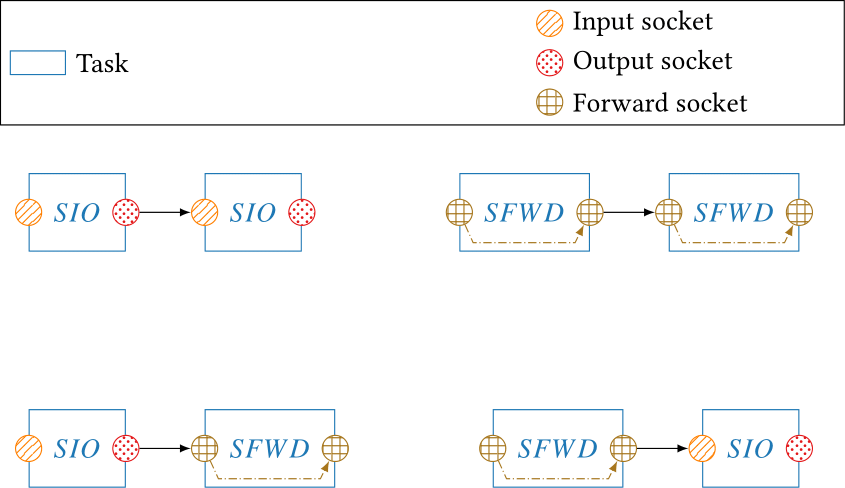 Input socket
Task
Output socket
Forward socket
SIO SIO SFWD SFWD
SIO SFWD SFWD SIO